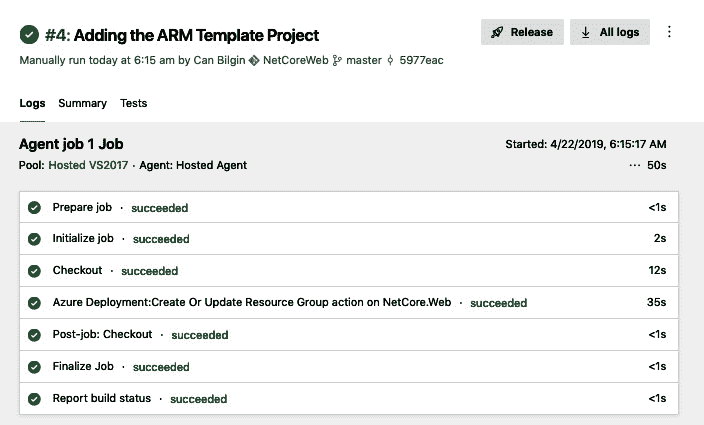 #4: Adding the ARM Template Project
Release
All logs
Manually run today at 6:15 am by Can Bilgin NetCoreWeb master 5977eac
Logs Summary Tests
Agent job 1 Job
Started: 4/22/2019, 6:15:17 AM
Pool: Hosted VS2017 · Agent: Hosted Agent
··· 50s
Prepare job · succeeded <1s
Initialize job · succeeded 2s
Checkout · succeeded 12s
Azure Deployment:Create Or Update Resource Group action on NetCore.Web · succeeded 35s
Post-job: Checkout · succeeded <1s
Finalize Job · succeeded <1s
Report build status · succeeded <1s